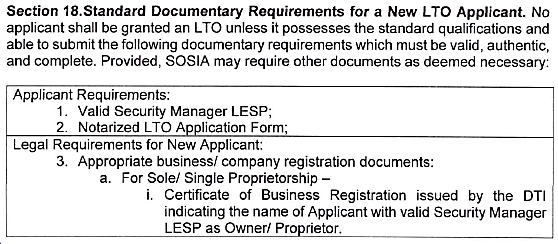 Section 18.Standard Documentary Requirements for a New LTO Applicant. No
applicant shall be granted an LTO unless it possesses the standard qualifications and
able to submit the following documentary requirements which must be valid, authentic,
and complete. Provided, SOSIA may require other documents as deemed necessary:
Applicant Requirements:
1. Valid Security Manager LESP;
2. Notarized LTO Application Form;
Legal Requirements for New Applicant:
3. Appropriate business/ company registration documents:
a. For Sole/ Single Proprietorship –
i. Certificate of Business Registration issued by the DTI
indicating the name of Applicant with valid Security Manager
LESP as Owner/ Proprietor.